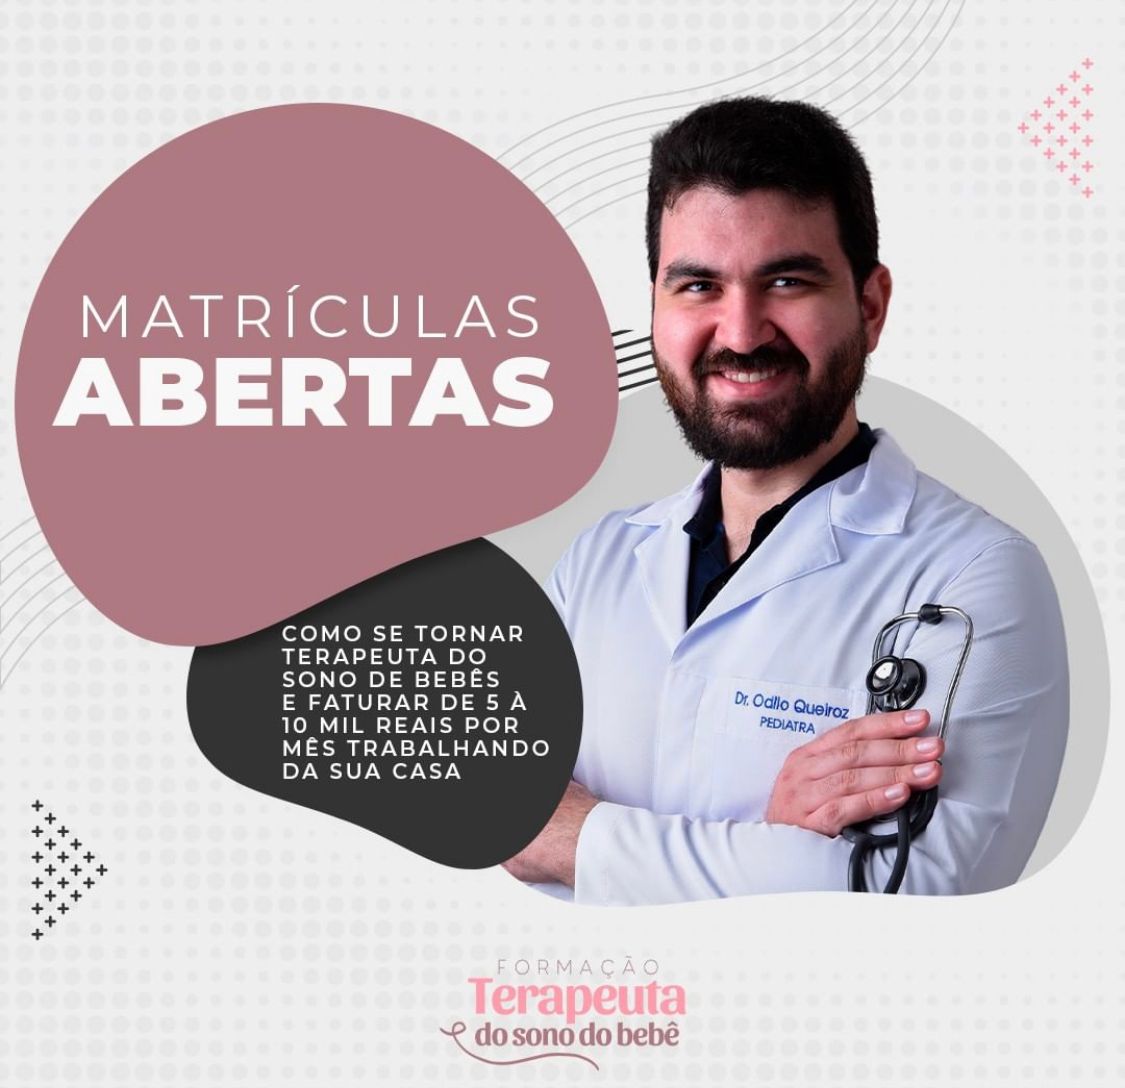 MATRÍCULAS
ABERTAS
COMO SE TORNAR
TERAPEUTA DO
SONO DE BEBÊS
E FATURAR DE 5 À
10 MIL REAIS POR
MÊS TRABALHANDO
DA SUA CASA
Dr. Odilo Queiroz
PEDIATRA
FORMAÇÃO
Terapeuta
do sono do bebê